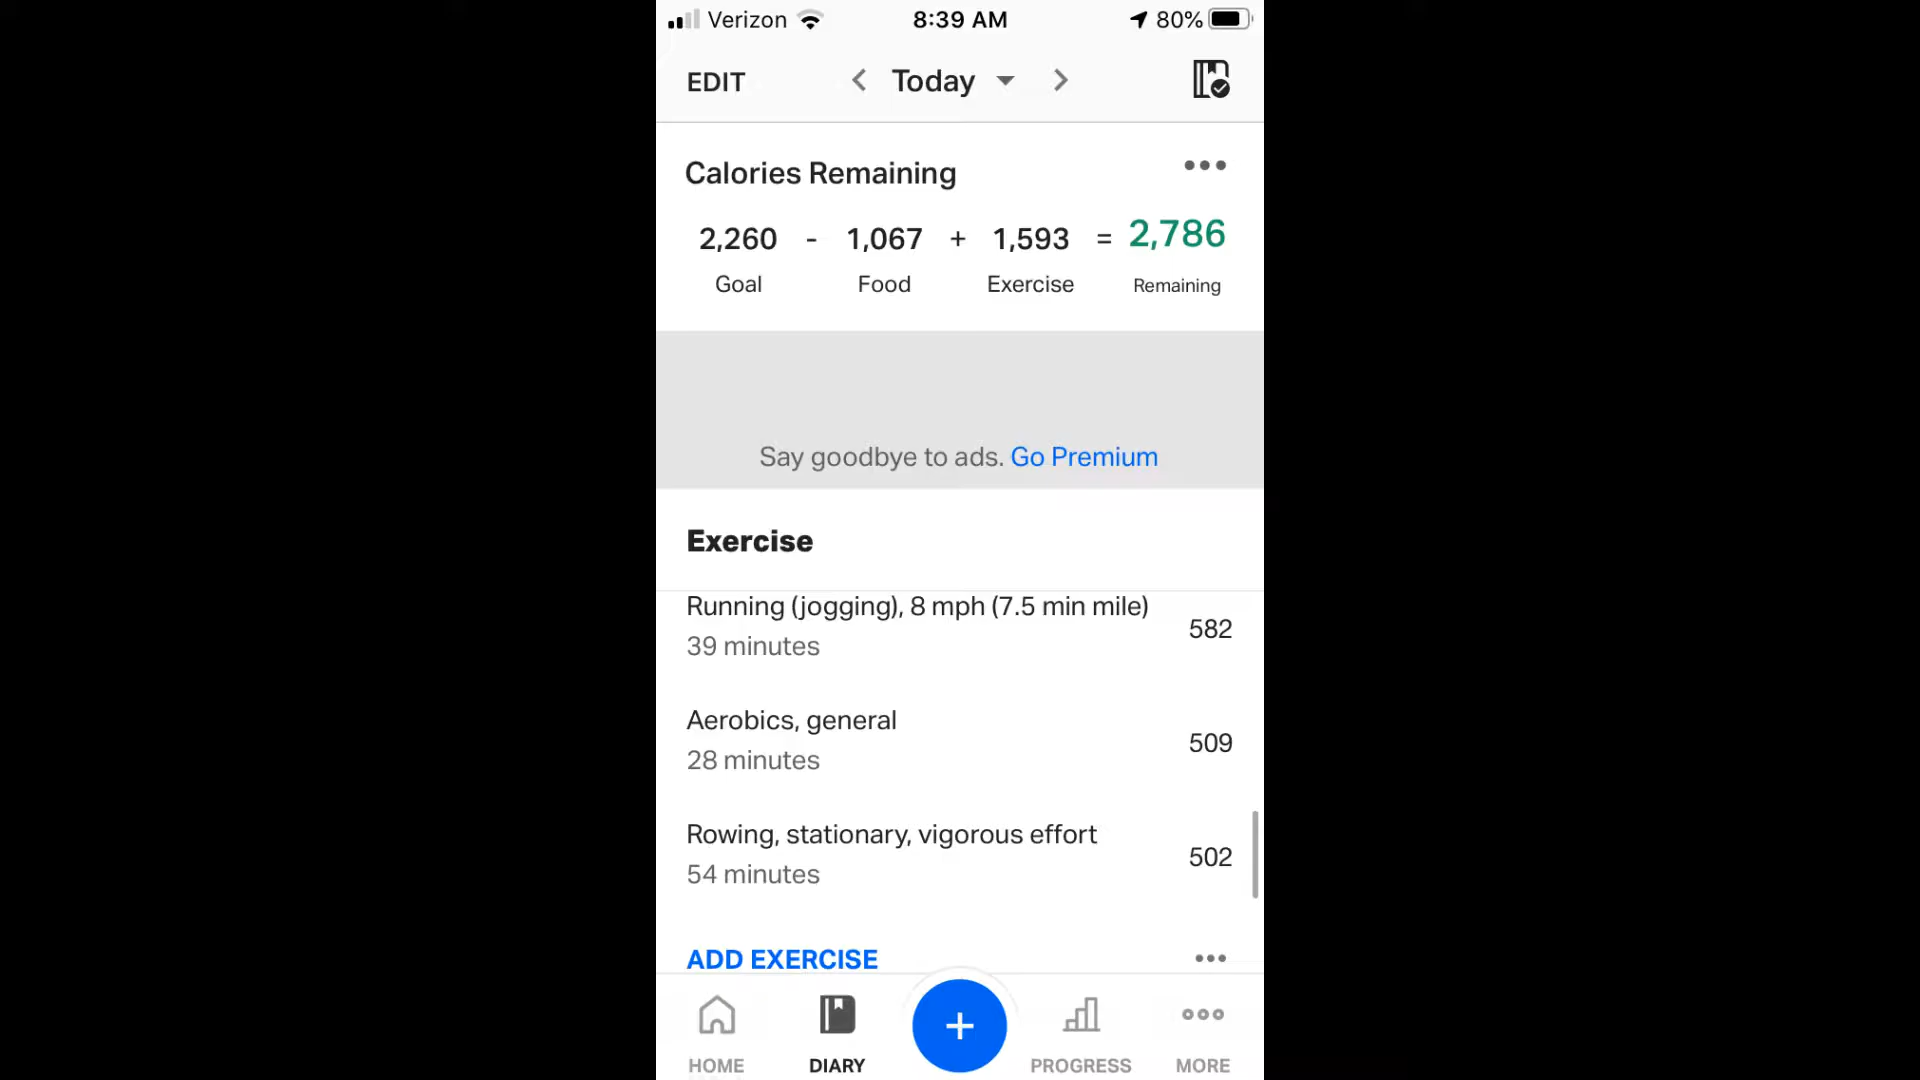 Verizon 8:39 AM 80%
EDIT Today
Calories Remaining
2,260 - 1,067 + 1,593 = 2,786
Goal Food Exercise Remaining
Say goodbye to ads. Go Premium
Exercise
Running (jogging), 8 mph (7.5 min mile)
582
39 minutes
Aerobics, general
509
28 minutes
Rowing, stationary, vigorous effort
502
54 minutes
ADD EXERCISE
HOME DIARY PROGRESS MORE